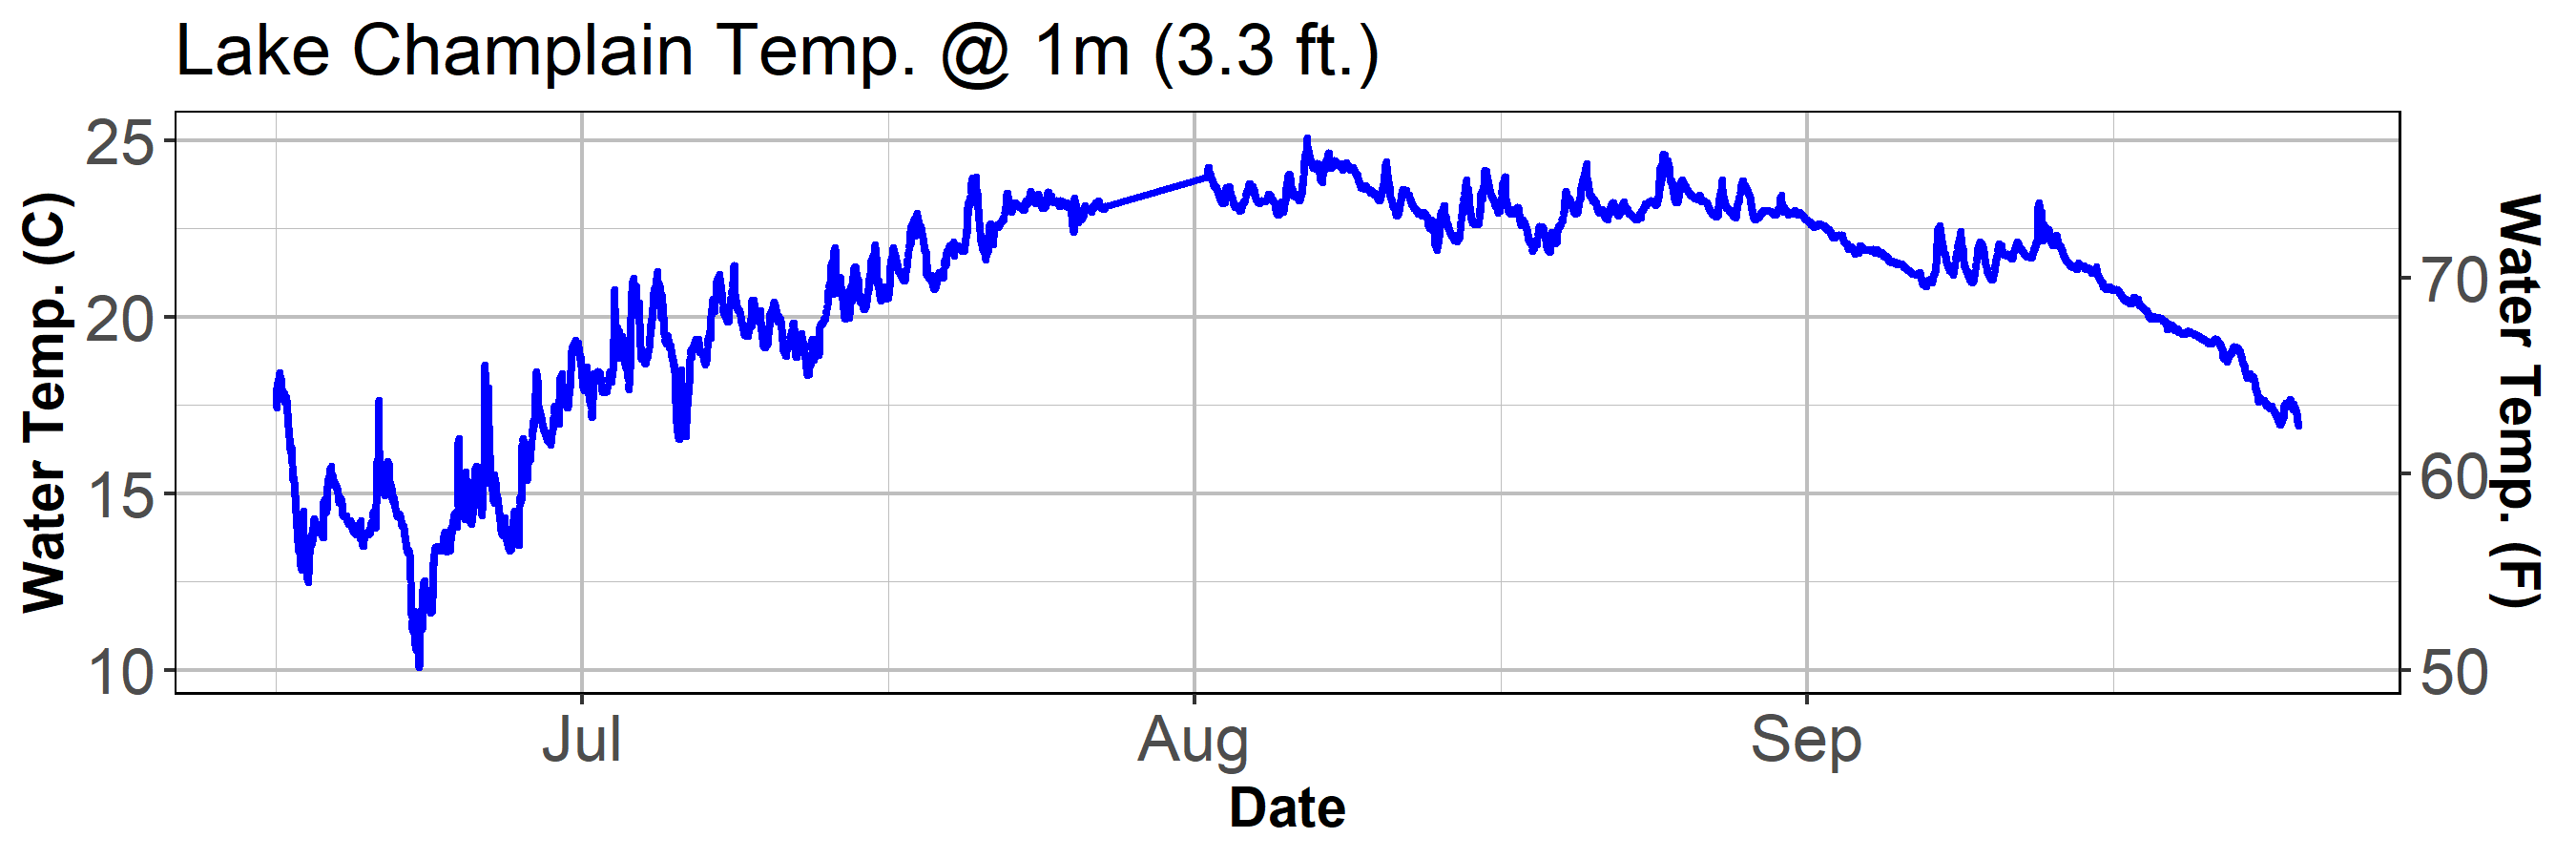 Lake Champlain Temp. @ 1m (3.3 ft.)
Water Temp. (C)
25
20
15
10
70
60
50
Water Temp. (F)
Jul
Aug
Sep
Date